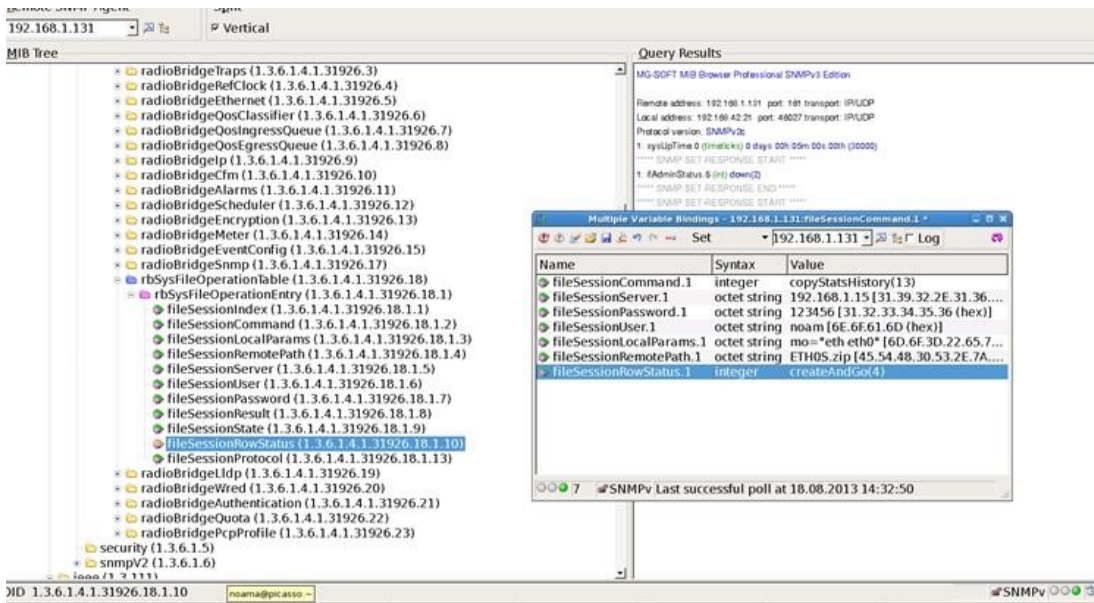 Remote SNMP Agent
Split
192.168.1.131
Vertical
MIB Tree
radioBridgeTraps (1.3.6.1.4.1.31926.3)
radioBridgeRefClock (1.3.6.1.4.1.31926.4)
radioBridgeEthernet (1.3.6.1.4.1.31926.5)
radioBridgeQosClassifier (1.3.6.1.4.1.31926.6)
radioBridgeQosIngressQueue (1.3.6.1.4.1.31926.7)
radioBridgeQosEgressQueue (1.3.6.1.4.1.31926.8)
radioBridgeIp (1.3.6.1.4.1.31926.9)
radioBridgeCfm (1.3.6.1.4.1.31926.10)
radioBridgeAlarms (1.3.6.1.4.1.31926.11)
radioBridgeScheduler (1.3.6.1.4.1.31926.12)
radioBridgeEncryption (1.3.6.1.4.1.31926.13)
radioBridgeMeter (1.3.6.1.4.1.31926.14)
radioBridgeEventConfig (1.3.6.1.4.1.31926.15)
radioBridgeSnmp (1.3.6.1.4.1.31926.17)
rbSysFileOperationTable (1.3.6.1.4.1.31926.18)
rbSysFileOperationEntry (1.3.6.1.4.1.31926.18.1)
fileSessionIndex (1.3.6.1.4.1.31926.18.1.1)
fileSessionCommand (1.3.6.1.4.1.31926.18.1.2)
fileSessionLocalParams (1.3.6.1.4.1.31926.18.1.3)
fileSessionRemotePath (1.3.6.1.4.1.31926.18.1.4)
fileSessionServer (1.3.6.1.4.1.31926.18.1.5)
fileSessionUser (1.3.6.1.4.1.31926.18.1.6)
fileSessionPassword (1.3.6.1.4.1.31926.18.1.7)
fileSessionResult (1.3.6.1.4.1.31926.18.1.8)
fileSessionState (1.3.6.1.4.1.31926.18.1.9)
fileSessionRowStatus (1.3.6.1.4.1.31926.18.1.10)
fileSessionProtocol (1.3.6.1.4.1.31926.18.1.13)
radioBridgeLldp (1.3.6.1.4.1.31926.19)
radioBridgeWred (1.3.6.1.4.1.31926.20)
radioBridgeAuthentication (1.3.6.1.4.1.31926.21)
radioBridgeQuota (1.3.6.1.4.1.31926.22)
radioBridgePcpProfile (1.3.6.1.4.1.31926.23)
security (1.3.6.1.5)
snmpV2 (1.3.6.1.6)
ieee (1.3.111)
Query Results
MG-SOFT MIB Browser Professional SNMPv3 Edition
Remote address: 192.168.1.131 port: 161 transport: IP/UDP
Local address: 192.168.42.21 port: 46027 transport: IP/UDP
Protocol version: SNMPv2c
1: sysUpTime.0 (timeticks) 0 days 00h:05m:00s.00th (30000)
***** SNMP SET-RESPONSE START *****
1: ifAdminStatus.5 (int) down(2)
***** SNMP SET-RESPONSE END *****
***** SNMP SET-RESPONSE START *****
Multiple Variable Bindings - 192.168.1.131:fileSessionCommand.1 *
Set 192.168.1.131 Log
Name Syntax Value
fileSessionCommand.1 integer copyStatsHistory(13)
fileSessionServer.1 octet string 192.168.1.15 [31.39.32.2E.31.36....
fileSessionPassword.1 octet string 123456 [31.32.33.34.35.36 (hex)]
fileSessionUser.1 octet string noam [6E.6F.61.6D (hex)]
fileSessionLocalParams.1 octet string mo="eth eth0" [6D.6F.3D.22.65.7...
fileSessionRemotePath.1 octet string ETH0S.zip [45.54.48.30.53.2E.7A....
fileSessionRowStatus.1 integer createAndGo(4)
7 SNMPv Last successful poll at 18.08.2013 14:32:50
OID 1.3.6.1.4.1.31926.18.1.10
noama@picasso:~
SNMPv